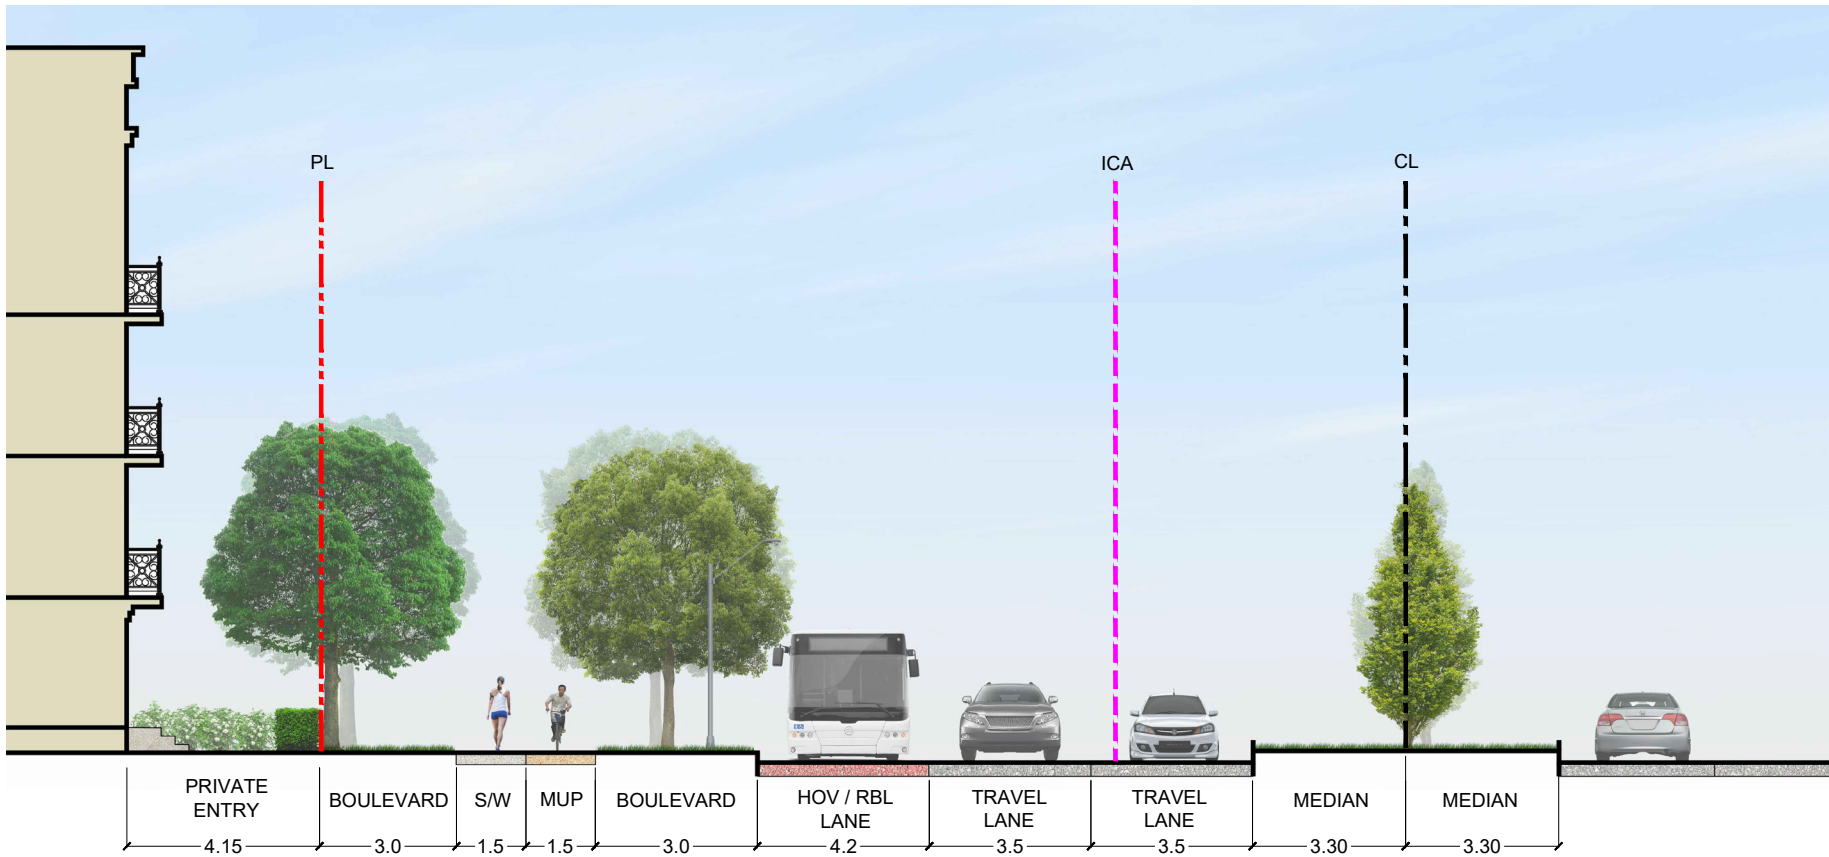 PL
ICA
CL
PRIVATE
ENTRY
BOULEVARD
S/W
MUP
BOULEVARD
HOV / RBL
LANE
TRAVEL
LANE
TRAVEL
LANE
MEDIAN
MEDIAN
4.15
3.0
1.5
1.5
3.0
4.2
3.5
3.5
3.30
3.30